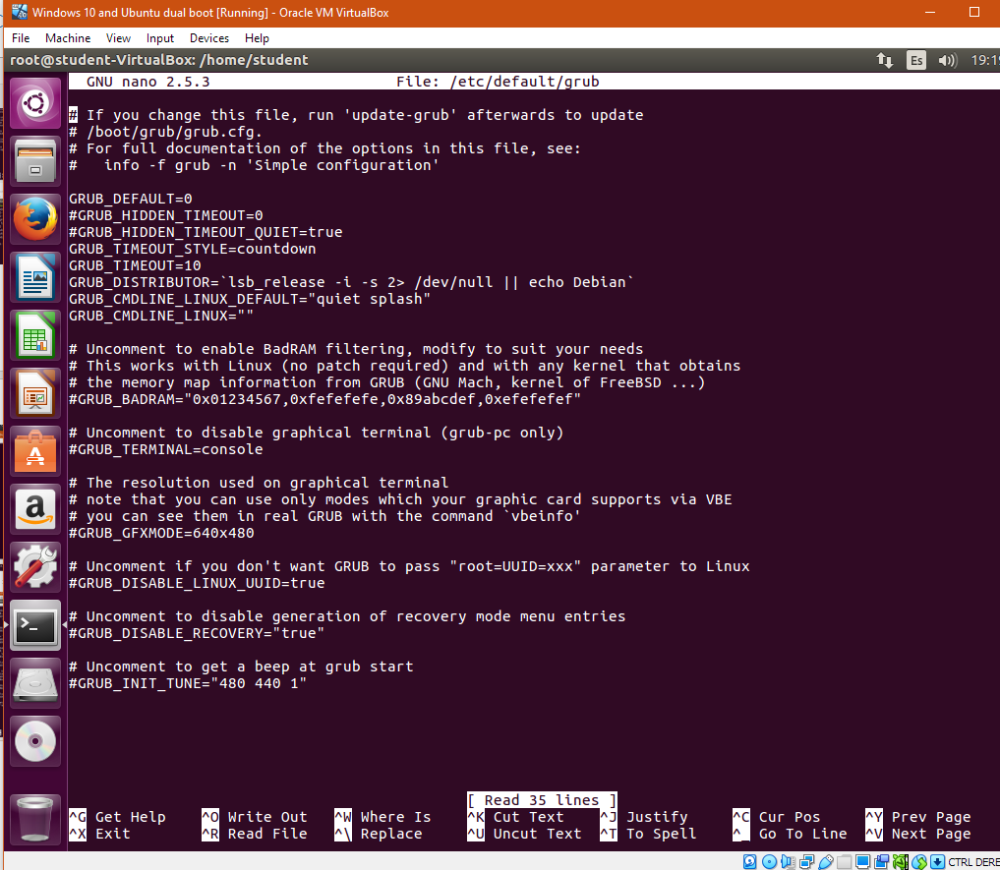 Windows 10 and Ubuntu dual boot [Running] - Oracle VM VirtualBox
File Machine View Input Devices Help
root@student-VirtualBox: /home/student
Es
19:19
GNU nano 2.5.3 File: /etc/default/grub
# If you change this file, run 'update-grub' afterwards to update
# /boot/grub/grub.cfg.
# For full documentation of the options in this file, see:
#   info -f grub -n 'Simple configuration'
GRUB_DEFAULT=0
#GRUB_HIDDEN_TIMEOUT=0
#GRUB_HIDDEN_TIMEOUT_QUIET=true
GRUB_TIMEOUT_STYLE=countdown
GRUB_TIMEOUT=10
GRUB_DISTRIBUTOR=`lsb_release -i -s 2> /dev/null || echo Debian`
GRUB_CMDLINE_LINUX_DEFAULT="quiet splash"
GRUB_CMDLINE_LINUX=""
# Uncomment to enable BadRAM filtering, modify to suit your needs
# This works with Linux (no patch required) and with any kernel that obtains
# the memory map information from GRUB (GNU Mach, kernel of FreeBSD ...)
#GRUB_BADRAM="0x01234567,0xfefefefe,0x89abcdef,0xefefefef"
# Uncomment to disable graphical terminal (grub-pc only)
#GRUB_TERMINAL=console
# The resolution used on graphical terminal
# note that you can use only modes which your graphic card supports via VBE
# you can see them in real GRUB with the command `vbeinfo'
#GRUB_GFXMODE=640x480
# Uncomment if you don't want GRUB to pass "root=UUID=xxx" parameter to Linux
#GRUB_DISABLE_LINUX_UUID=true
# Uncomment to disable generation of recovery mode menu entries
#GRUB_DISABLE_RECOVERY="true"
# Uncomment to get a beep at grub start
#GRUB_INIT_TUNE="480 440 1"
[ Read 35 lines ]
^G Get Help ^O Write Out ^W Where Is ^K Cut Text ^J Justify ^C Cur Pos ^Y Prev Page
^X Exit ^R Read File ^\ Replace ^U Uncut Text ^T To Spell ^_ Go To Line ^V Next Page
CTRL DERE